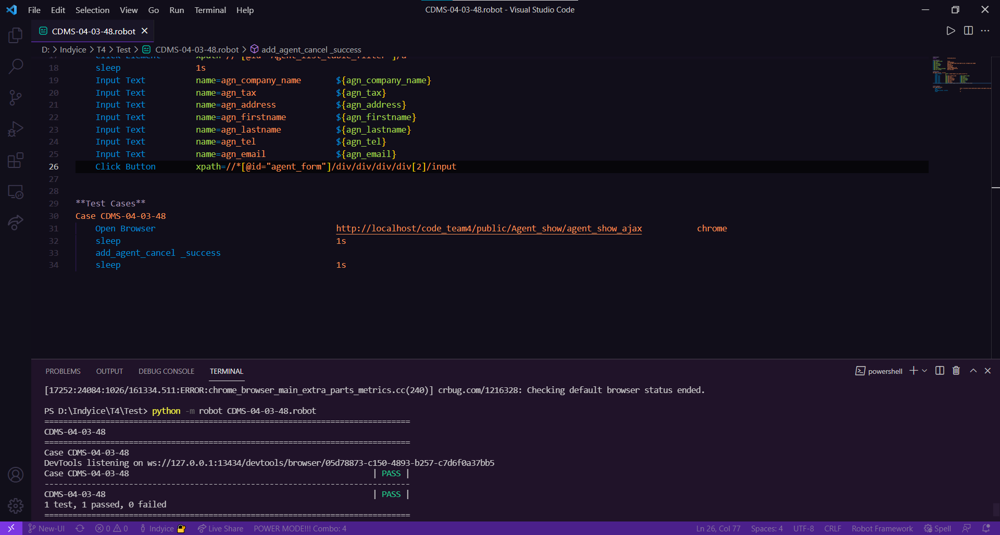 File Edit Selection View Go Run Terminal Help
CDMS-04-03-48.robot - Visual Studio Code
CDMS-04-03-48.robot
D: > Indyice > T4 > Test > CDMS-04-03-48.robot > add_agent_cancel _success
18 sleep 1s
19 Input Text name=agn_company_name ${agn_company_name}
20 Input Text name=agn_tax ${agn_tax}
21 Input Text name=agn_address ${agn_address}
22 Input Text name=agn_firstname ${agn_firstname}
23 Input Text name=agn_lastname ${agn_lastname}
24 Input Text name=agn_tel ${agn_tel}
25 Input Text name=agn_email ${agn_email}
26 Click Button xpath=//*[@id="agent_form"]/div/div/div/div[2]/input
27
28
29 **Test Cases**
30 Case CDMS-04-03-48
31 Open Browser http://localhost/code_team4/public/Agent_show/agent_show_ajax chrome
32 sleep 1s
33 add_agent_cancel _success
34 sleep 1s
PROBLEMS OUTPUT DEBUG CONSOLE TERMINAL
powershell
[17252:24084:1026/161334.511:ERROR:chrome_browser_main_extra_parts_metrics.cc(240)] crbug.com/1216328: Checking default browser status ended.
PS D:\Indyice\T4\Test> python -m robot CDMS-04-03-48.robot
==============================================================================
CDMS-04-03-48
==============================================================================
Case CDMS-04-03-48
DevTools listening on ws://127.0.0.1:13434/devtools/browser/05d78873-c150-4893-b257-c7d6f0a37bb5
Case CDMS-04-03-48 | PASS |
------------------------------------------------------------------------------
CDMS-04-03-48 | PASS |
1 test, 1 passed, 0 failed
==============================================================================
New-UI 0 0 Indyice Live Share POWER MODE!!! Combo: 4 Ln 26, Col 77 Spaces: 4 UTF-8 CRLF Robot Framework Spell